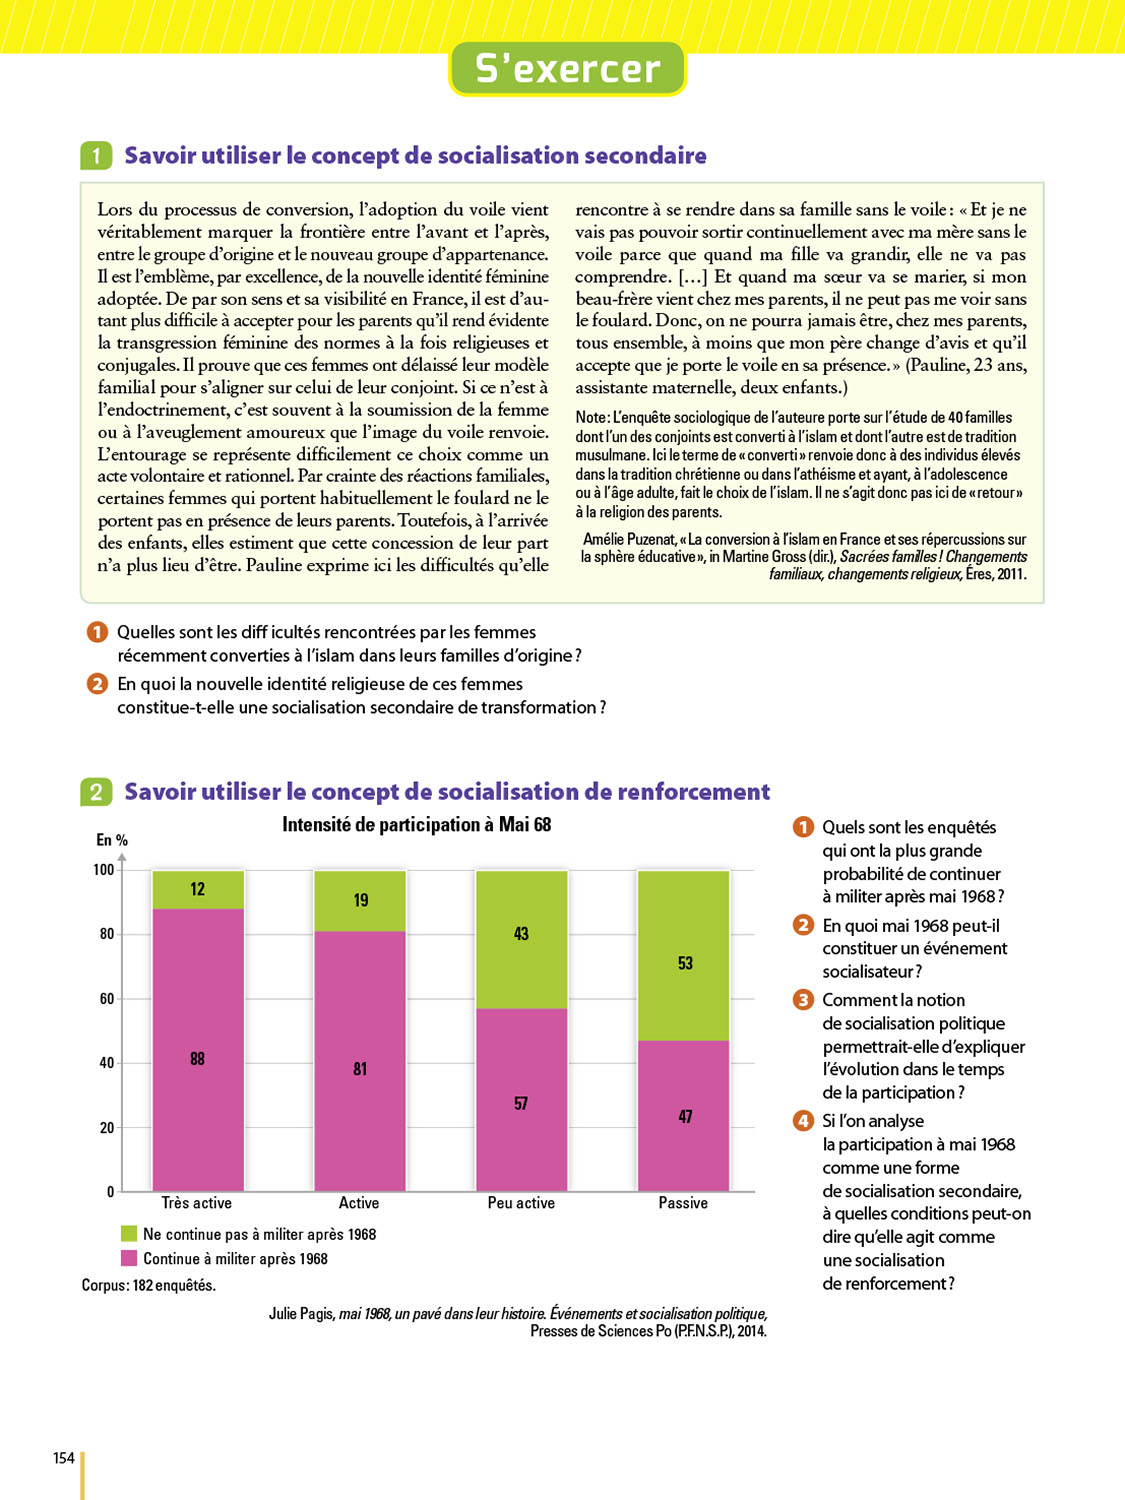 S'exercer
1 Savoir utiliser le concept de socialisation secondaire
Lors du processus de conversion, l'adoption du voile vient
véritablement marquer la frontière entre l'avant et l'après,
entre le groupe d'origine et le nouveau groupe d'appartenance.
Il est l'emblème, par excellence, de la nouvelle identité féminine
adoptée. De par son sens et sa visibilité en France, il est d'au-
tant plus difficile à accepter pour les parents qu'il rend évidente
la transgression féminine des normes à la fois religieuses et
conjugales. Il prouve que ces femmes ont délaissé leur modèle
familial pour s'aligner sur celui de leur conjoint. Si ce n'est à
l'endoctrinement, c'est souvent à la soumission de la femme
ou à l'aveuglement amoureux que l'image du voile renvoie.
L'entourage se représente difficilement ce choix comme un
acte volontaire et rationnel. Par crainte des réactions familiales,
certaines femmes qui portent habituellement le foulard ne le
portent pas en présence de leurs parents. Toutefois, à l'arrivée
des enfants, elles estiment que cette concession de leur part
n'a plus lieu d'être. Pauline exprime ici les difficultés qu'elle
rencontre à se rendre dans sa famille sans le voile : « Et je ne
vais pas pouvoir sortir continuellement avec ma mère sans le
voile parce que quand ma fille va grandir, elle ne va pas
comprendre. […] Et quand ma sœur va se marier, si mon
beau-frère vient chez mes parents, il ne peut pas me voir sans
le foulard. Donc, on ne pourra jamais être, chez mes parents,
tous ensemble, à moins que mon père change d'avis et qu'il
accepte que je porte le voile en sa présence. » (Pauline, 23 ans,
assistante maternelle, deux enfants.)
Note : L'enquête sociologique de l'auteure porte sur l'étude de 40 familles
dont l'un des conjoints est converti à l'islam et dont l'autre est de tradition
musulmane. Ici le terme de « converti » renvoie donc à des individus élevés
dans la tradition chrétienne ou dans l'athéisme et ayant, à l'adolescence
ou à l'âge adulte, fait le choix de l'islam. Il ne s'agit donc pas ici de « retour »
à la religion des parents.
Amélie Puzenat, « La conversion à l'islam en France et ses répercussions sur
la sphère éducative », in Martine Gross (dir.), Sacrées familles ! Changements
familiaux, changements religieux, Éres, 2011.
1 Quelles sont les diff icultés rencontrées par les femmes
récemment converties à l'islam dans leurs familles d'origine ?
2 En quoi la nouvelle identité religieuse de ces femmes
constitue-t-elle une socialisation secondaire de transformation ?
2 Savoir utiliser le concept de socialisation de renforcement
Intensité de participation à Mai 68
En %
100
80
60
40
20
0
12
88
19
81
43
57
53
47
Très active
Active
Peu active
Passive
Ne continue pas à militer après 1968
Continue à militer après 1968
Corpus : 182 enquêtés.
Julie Pagis, mai 1968, un pavé dans leur histoire. Événements et socialisation politique,
Presses de Sciences Po (P.F.N.S.P.), 2014.
1 Quels sont les enquêtés
qui ont la plus grande
probabilité de continuer
à militer après mai 1968 ?
2 En quoi mai 1968 peut-il
constituer un événement
socialisateur ?
3 Comment la notion
de socialisation politique
permettrait-elle d'expliquer
l'évolution dans le temps
de la participation ?
4 Si l'on analyse
la participation à mai 1968
comme une forme
de socialisation secondaire,
à quelles conditions peut-on
dire qu'elle agit comme
une socialisation
de renforcement ?
154